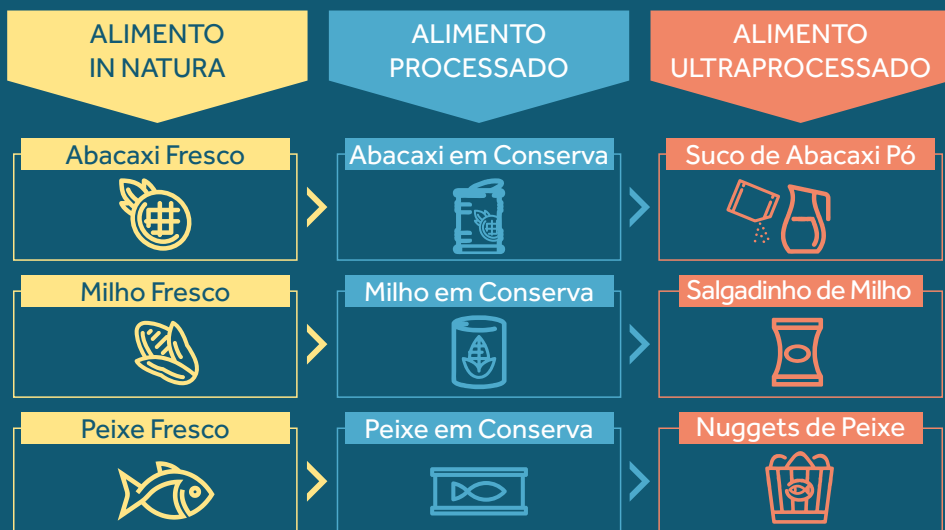 ALIMENTO
IN NATURA
ALIMENTO
PROCESSADO
ALIMENTO
ULTRAPROCESSADO
Abacaxi Fresco
Abacaxi em Conserva
Suco de Abacaxi Pó
Milho Fresco
Milho em Conserva
Salgadinho de Milho
Peixe Fresco
Peixe em Conserva
Nuggets de Peixe